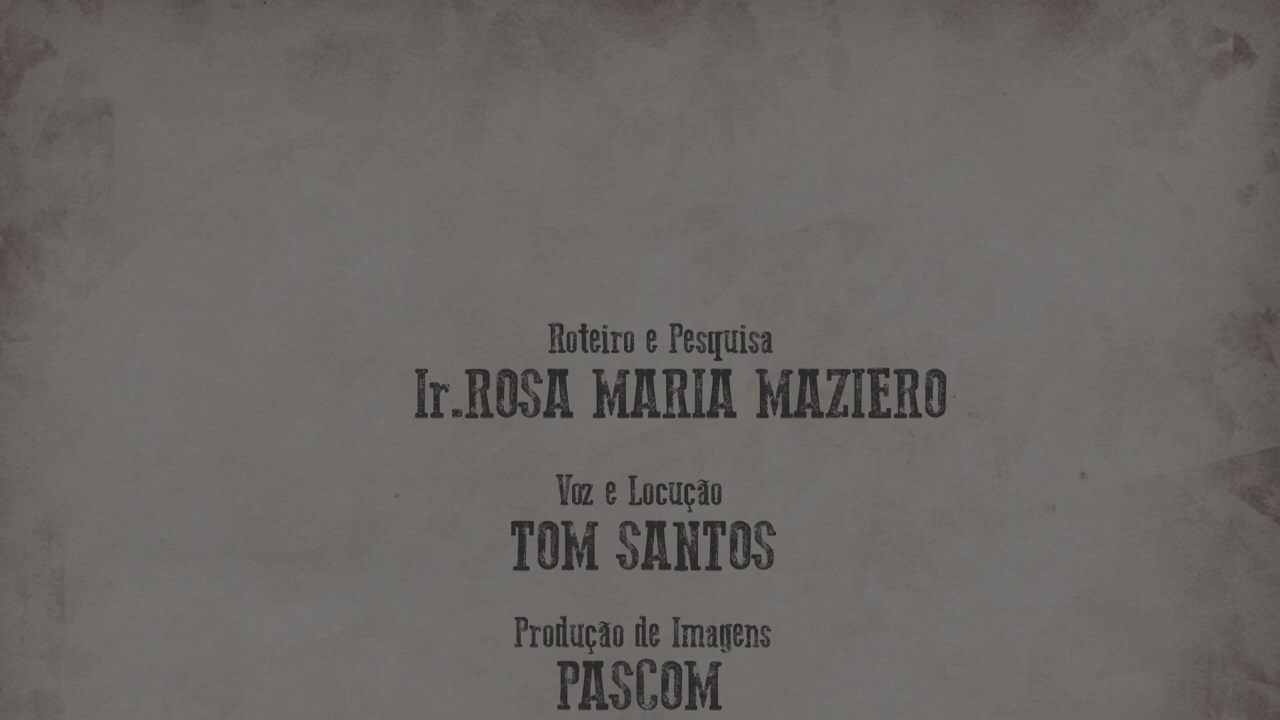 Roteiro e Pesquisa
Ir.ROSA MARIA MAZIERO
Voz e Locução
TOM SANTOS
Produção de Imagens
PASCOM